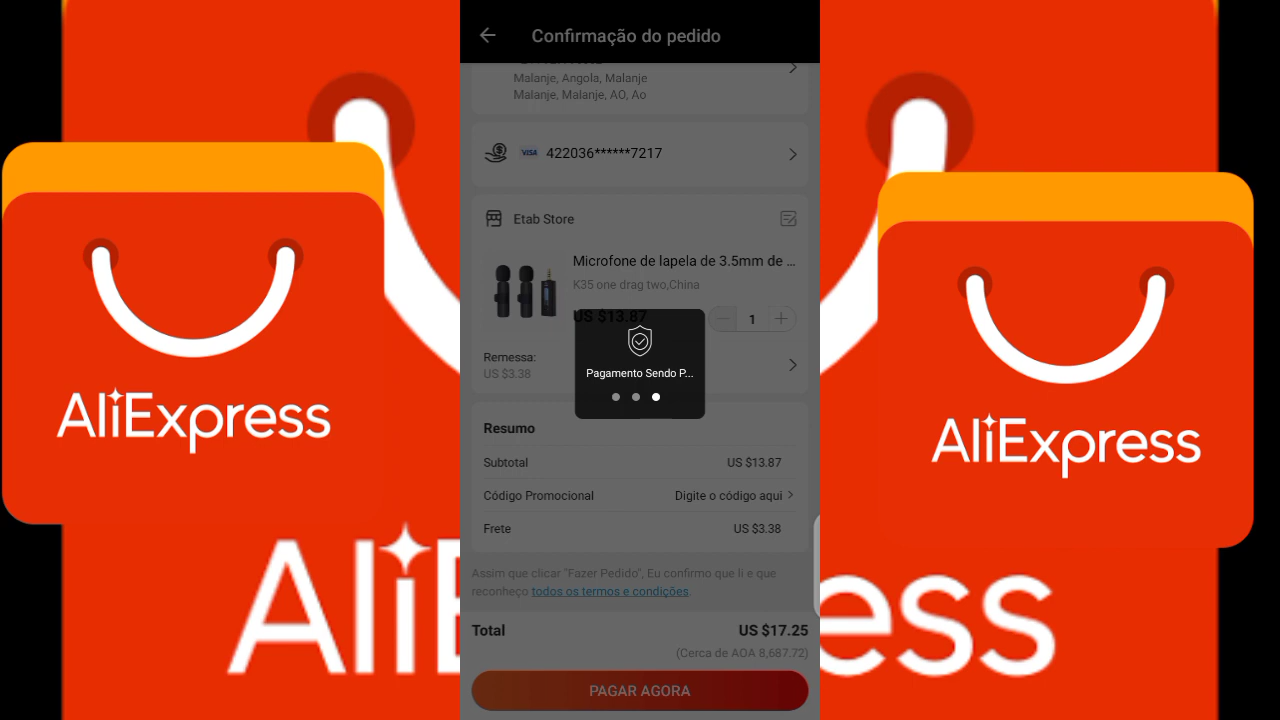 Confirmação do pedido
Malanje, Angola, Malanje
Malanje, Malanje, AO, Ao
VISA 422036******7217
Etab Store
Microfone de lapela de 3.5mm de ...
K35 one drag two,China
US $13.87
1
Remessa:
US $3.38
Pagamento Sendo P...
Resumo
Subtotal US $13.87
Código Promocional Digite o código aqui
Frete US $3.38
Assim que clicar "Fazer Pedido", Eu confirmo que li e que
reconheço todos os termos e condições.
Total US $17.25
(Cerca de AOA 8,687.72)
PAGAR AGORA
AliExpress
AliExpress
AliE
ess